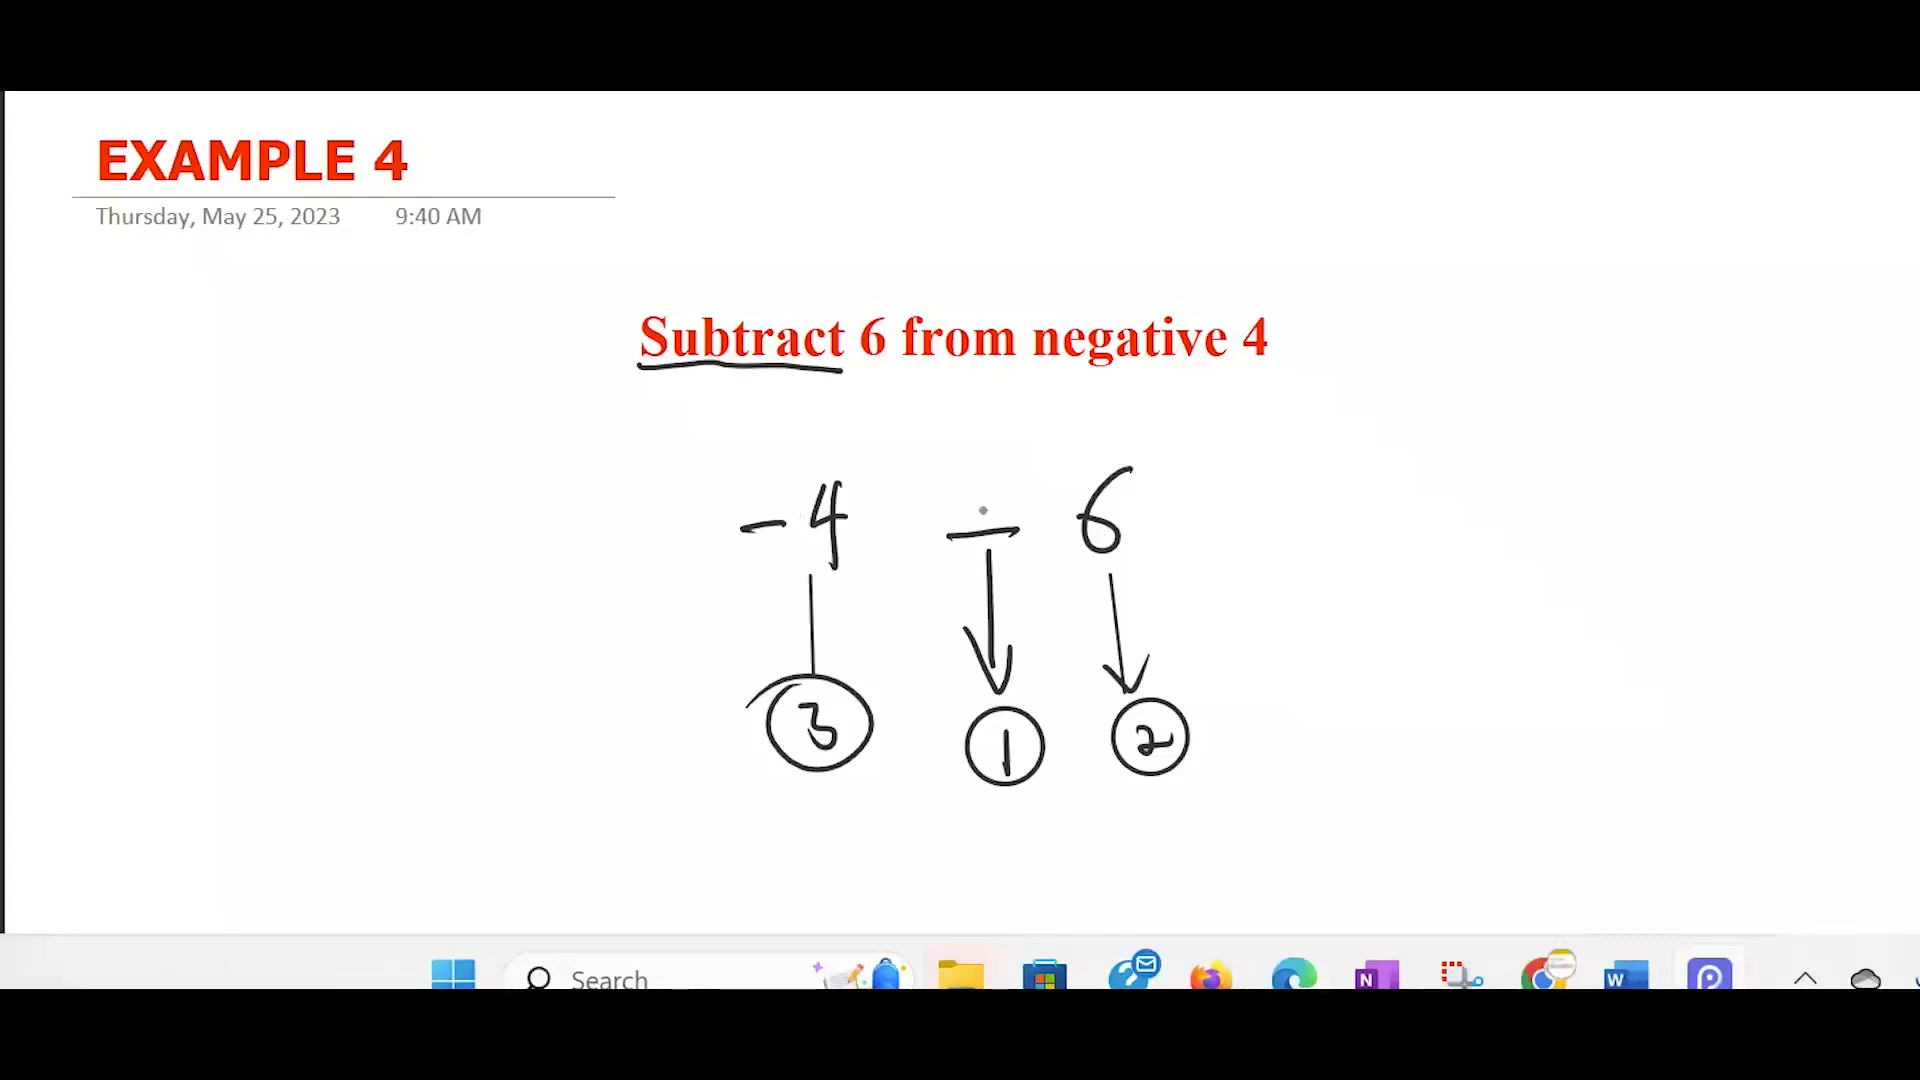 EXAMPLE 4
Thursday, May 25, 2023 9:40 AM
Subtract 6 from negative 4
- 4 - 6
3 1 2
Search